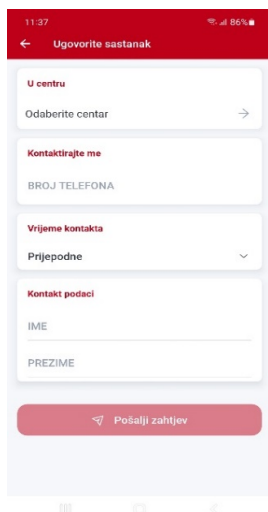 11:37 86%
Ugovorite sastanak
U centru
Odaberite centar
Kontaktirajte me
BROJ TELEFONA
Vrijeme kontakta
Prijepodne
Kontakt podaci
IME
PREZIME
Pošalji zahtjev